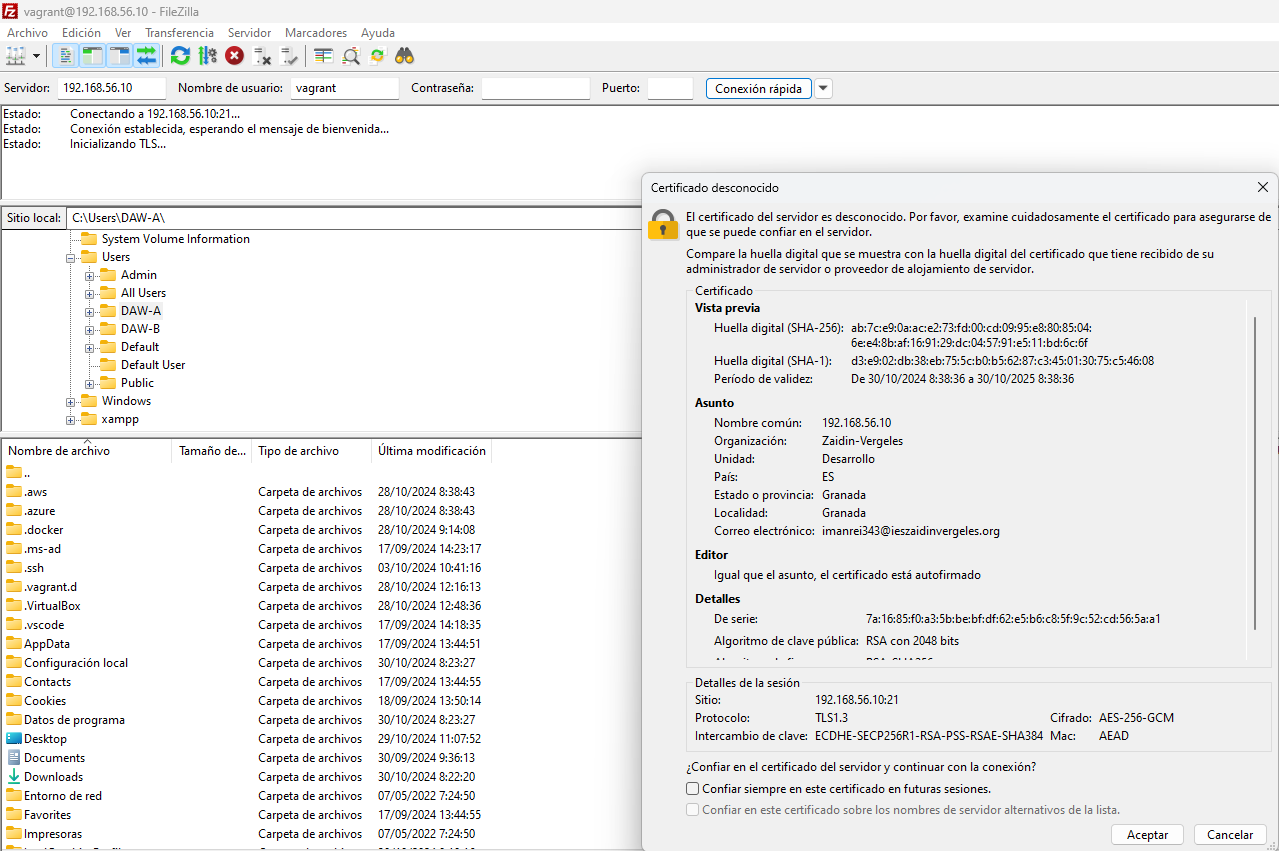 vagrant@192.168.56.10 - FileZilla
Archivo Edición Ver Transferencia Servidor Marcadores Ayuda
Servidor: 192.168.56.10 Nombre de usuario: vagrant Contraseña: Puerto: Conexión rápida
Estado: Conectando a 192.168.56.10:21...
Estado: Conexión establecida, esperando el mensaje de bienvenida...
Estado: Inicializando TLS...
Sitio local: C:\Users\DAW-A\
System Volume Information
Users
Admin
All Users
DAW-A
DAW-B
Default
Default User
Public
Windows
xampp
Nombre de archivo Tamaño de... Tipo de archivo Última modificación
..
.aws Carpeta de archivos 28/10/2024 8:38:43
.azure Carpeta de archivos 28/10/2024 8:38:43
.docker Carpeta de archivos 28/10/2024 9:14:08
.ms-ad Carpeta de archivos 17/09/2024 14:23:17
.ssh Carpeta de archivos 03/10/2024 10:41:16
.vagrant.d Carpeta de archivos 28/10/2024 12:16:13
.VirtualBox Carpeta de archivos 28/10/2024 12:48:36
.vscode Carpeta de archivos 17/09/2024 14:18:35
AppData Carpeta de archivos 17/09/2024 13:44:51
Configuración local Carpeta de archivos 30/10/2024 8:23:27
Contacts Carpeta de archivos 17/09/2024 13:44:55
Cookies Carpeta de archivos 18/09/2024 13:50:14
Datos de programa Carpeta de archivos 30/10/2024 8:23:27
Desktop Carpeta de archivos 29/10/2024 11:07:52
Documents Carpeta de archivos 30/09/2024 9:36:13
Downloads Carpeta de archivos 30/10/2024 8:22:20
Entorno de red Carpeta de archivos 07/05/2022 7:24:50
Favorites Carpeta de archivos 17/09/2024 13:44:55
Impresoras Carpeta de archivos 07/05/2022 7:24:50
Certificado desconocido
El certificado del servidor es desconocido. Por favor, examine cuidadosamente el certificado para asegurarse de
que se puede confiar en el servidor.
Compare la huella digital que se muestra con la huella digital del certificado que tiene recibido de su
administrador de servidor o proveedor de alojamiento de servidor.
Certificado
Vista previa
Huella digital (SHA-256): ab:7c:e9:0a:ac:e2:73:fd:00:cd:09:95:e8:80:85:04:
6e:e4:8b:af:16:91:29:dc:04:57:91:e5:11:bd:6c:6f
Huella digital (SHA-1): d3:e9:02:db:38:eb:75:5c:b0:b5:62:87:c3:45:01:30:75:c5:46:08
Período de validez: De 30/10/2024 8:38:36 a 30/10/2025 8:38:36
Asunto
Nombre común: 192.168.56.10
Organización: Zaidin-Vergeles
Unidad: Desarrollo
País: ES
Estado o provincia: Granada
Localidad: Granada
Correo electrónico: imanrei343@ieszaidinvergeles.org
Editor
Igual que el asunto, el certificado está autofirmado
Detalles
De serie: 7a:16:85:f0:a3:5b:be:bf:df:62:e5:b6:c8:5f:9c:52:cd:56:5a:a1
Algoritmo de clave pública: RSA con 2048 bits
Detalles de la sesión
Sitio: 192.168.56.10:21
Protocolo: TLS1.3 Cifrado: AES-256-GCM
Intercambio de clave: ECDHE-SECP256R1-RSA-PSS-RSAE-SHA384 Mac: AEAD
¿Confiar en el certificado del servidor y continuar con la conexión?
Confiar siempre en este certificado en futuras sesiones.
Confiar en este certificado sobre los nombres de servidor alternativos de la lista.
Aceptar Cancelar